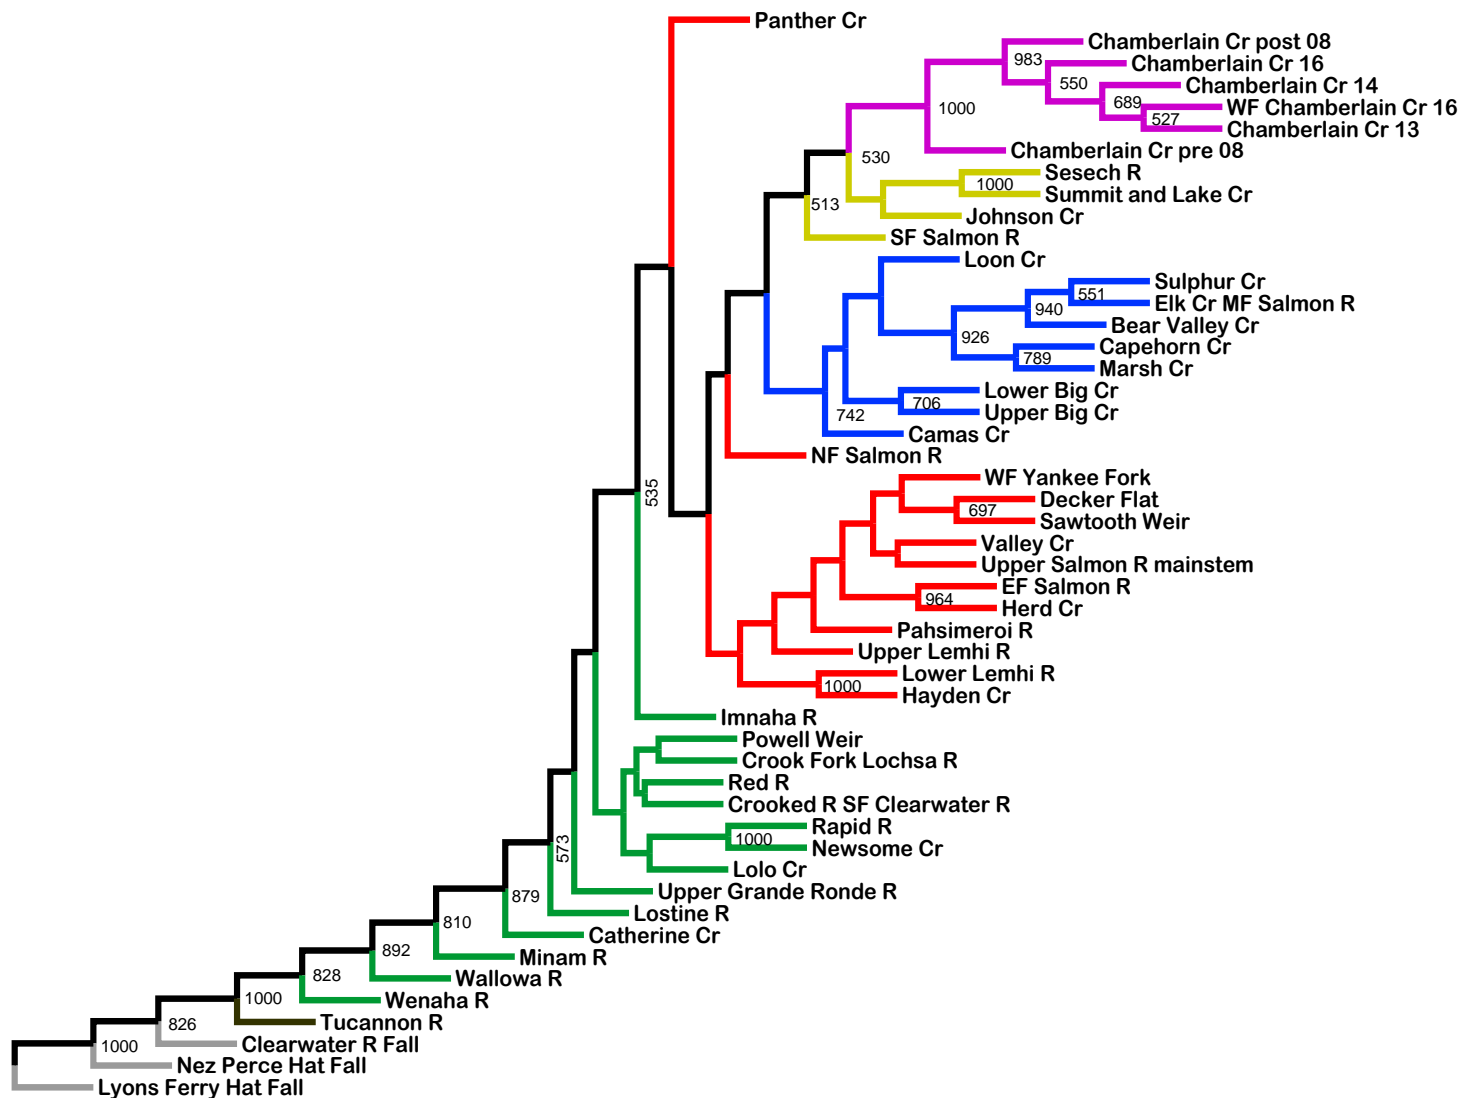 Panther Cr
Chamberlain Cr post 08
983
Chamberlain Cr 16
550
Chamberlain Cr 14
689
WF Chamberlain Cr 16
1000
527
Chamberlain Cr 13
Chamberlain Cr pre 08
530
Sesech R
1000
Summit and Lake Cr
513
Johnson Cr
SF Salmon R
Loon Cr
Sulphur Cr
551
Elk Cr MF Salmon R
940
Bear Valley Cr
926
Capehorn Cr
789
Marsh Cr
Lower Big Cr
706
Upper Big Cr
742
Camas Cr
NF Salmon R
WF Yankee Fork
535
Decker Flat
697
Sawtooth Weir
Valley Cr
Upper Salmon R mainstem
EF Salmon R
964
Herd Cr
Pahsimeroi R
Upper Lemhi R
Lower Lemhi R
1000
Hayden Cr
Imnaha R
Powell Weir
Crook Fork Lochsa R
Red R
Crooked R SF Clearwater R
Rapid R
1000
573
Newsome Cr
Lolo Cr
Upper Grande Ronde R
879
Lostine R
810
Catherine Cr
892
Minam R
828
Wallowa R
1000
Wenaha R
826
Tucannon R
1000
Clearwater R Fall
Nez Perce Hat Fall
Lyons Ferry Hat Fall